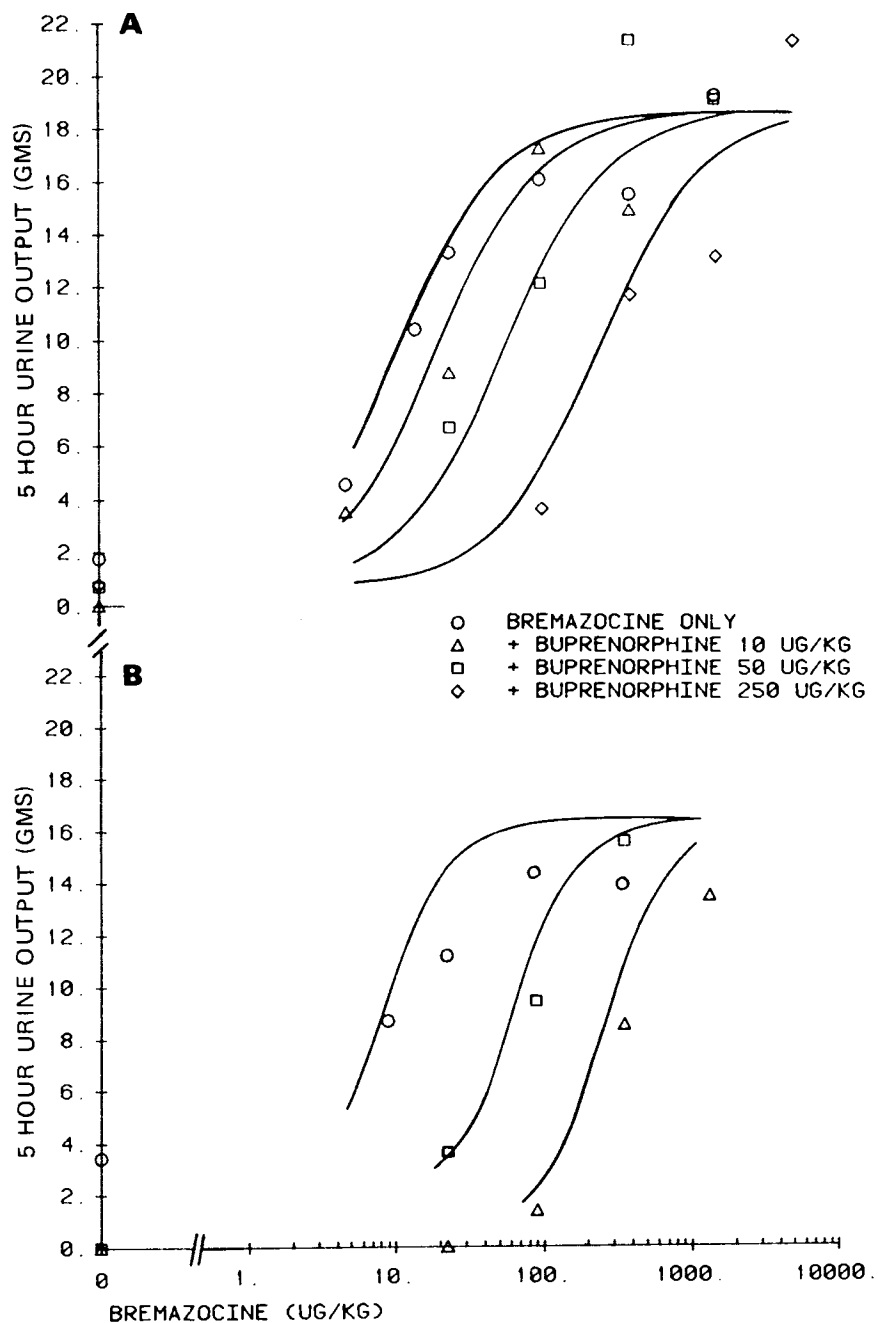 A
22.
20.
18.
16.
14.
12.
10.
8.
6.
4.
2.
0.
5 HOUR URINE OUTPUT (GMS)
BREMAZOCINE ONLY
+ BUPRENORPHINE 10 UG/KG
+ BUPRENORPHINE 50 UG/KG
+ BUPRENORPHINE 250 UG/KG
B
22.
20.
18.
16.
14.
12.
10.
8.
6.
4.
2.
0.
5 HOUR URINE OUTPUT (GMS)
0 1. 10. 100. 1000. 10000.
BREMAZOCINE (UG/KG)